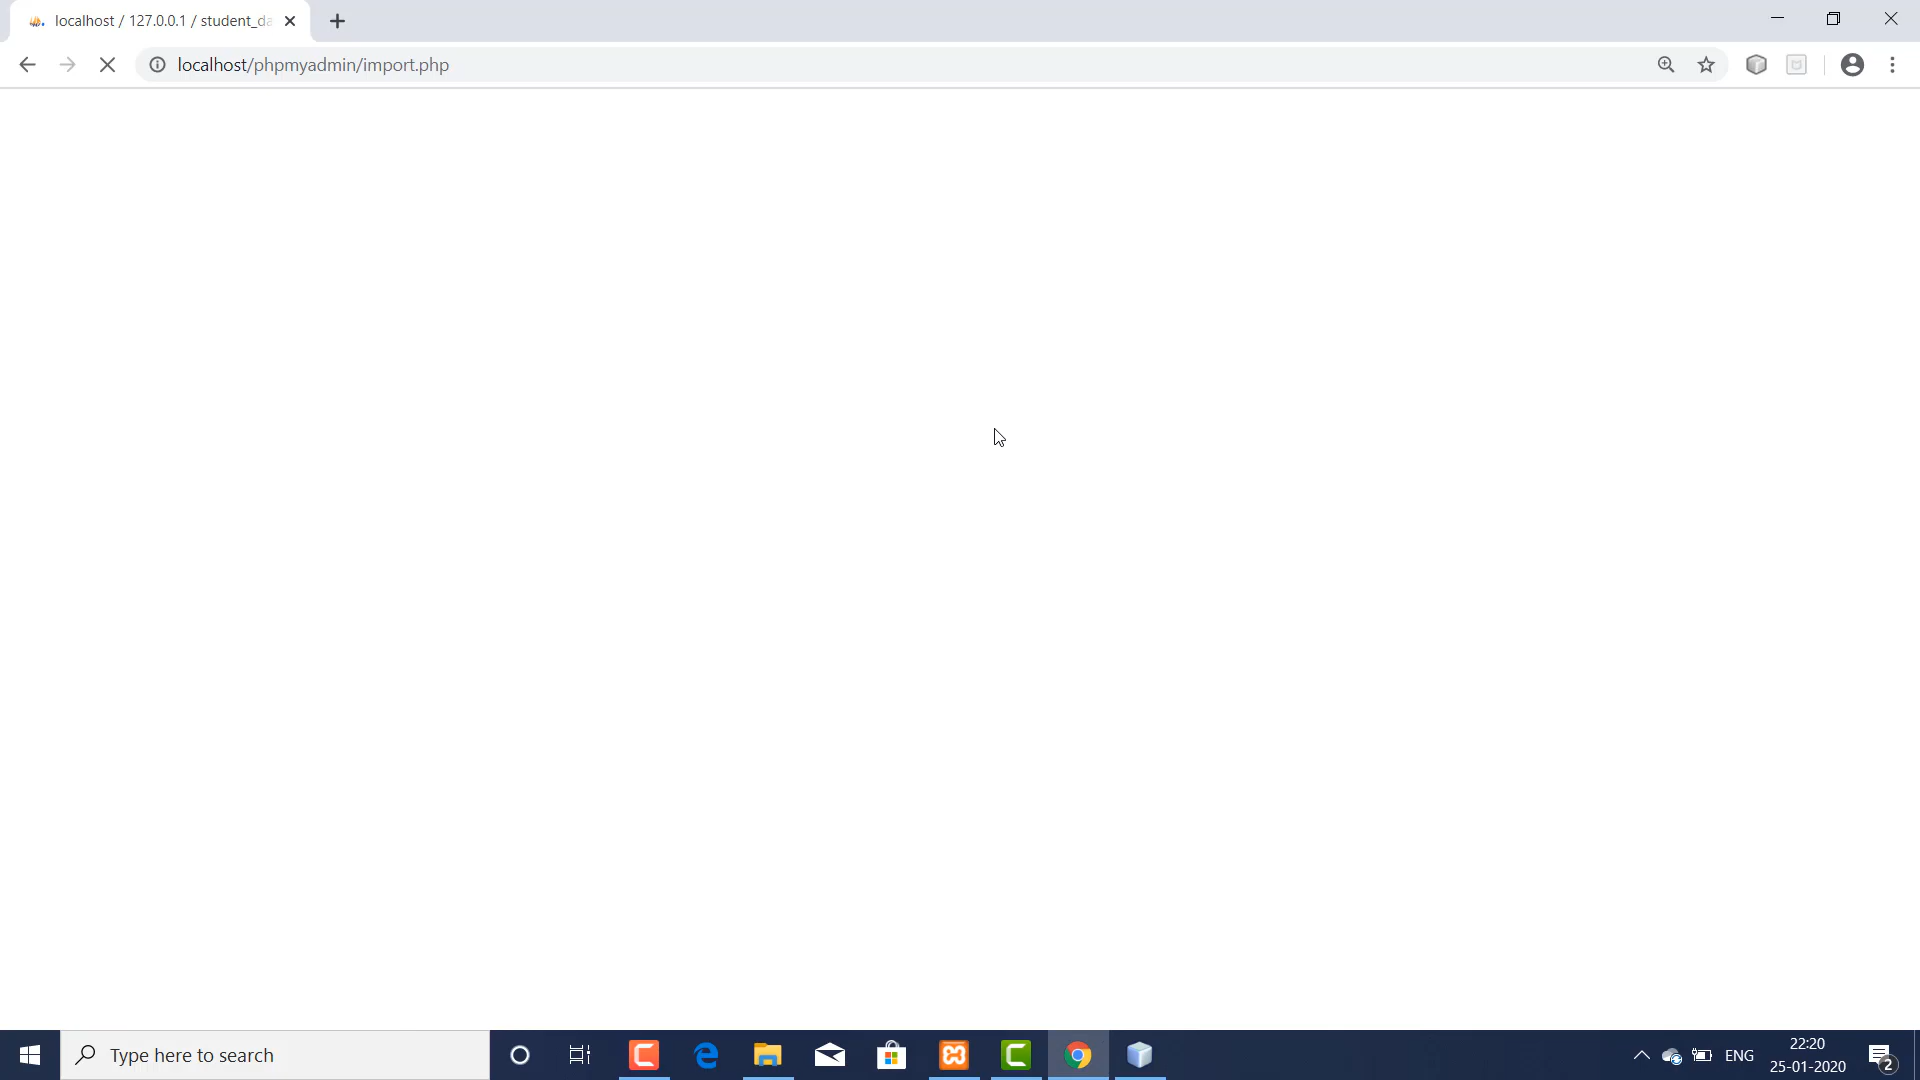 localhost / 127.0.0.1 / student_da
localhost/phpmyadmin/import.php
Type here to search
ENG
22:20
25-01-2020
2